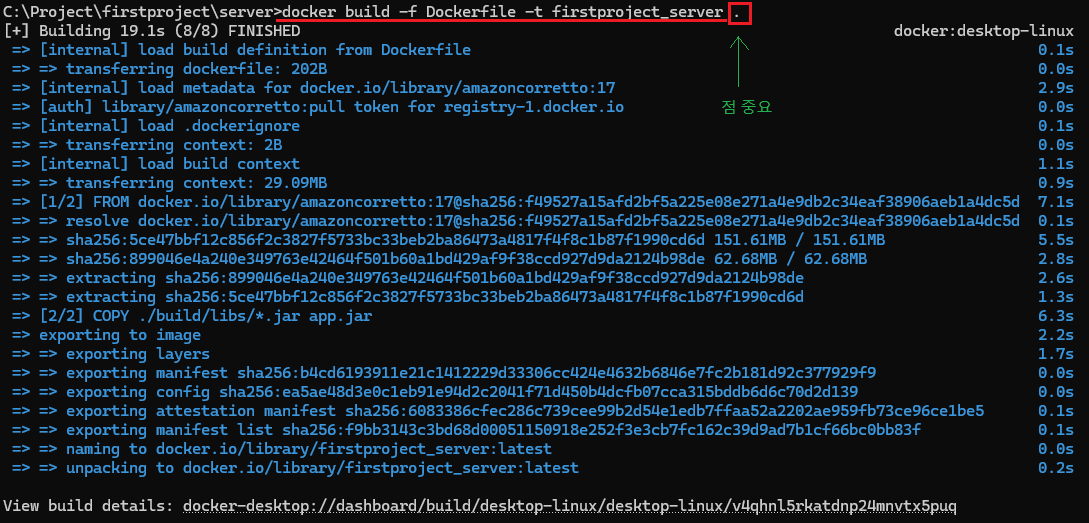 C:\Project\firstproject\server>docker build -f Dockerfile -t firstproject_server .
[+] Building 19.1s (8/8) FINISHED docker:desktop-linux
=> [internal] load build definition from Dockerfile 0.1s
=> => transferring dockerfile: 202B 0.0s
=> [internal] load metadata for docker.io/library/amazoncorretto:17 2.9s
=> [auth] library/amazoncorretto:pull token for registry-1.docker.io 0.0s
점 중요
=> [internal] load .dockerignore 0.1s
=> => transferring context: 2B 0.0s
=> [internal] load build context 1.1s
=> => transferring context: 29.09MB 0.9s
=> [1/2] FROM docker.io/library/amazoncorretto:17@sha256:f49527a15afd2bf5a225e08e271a4e9db2c34eaf38906aeb1a4dc5d 7.1s
=> => resolve docker.io/library/amazoncorretto:17@sha256:f49527a15afd2bf5a225e08e271a4e9db2c34eaf38906aeb1a4dc5d 0.1s
=> => sha256:5ce47bbf12c856f2c3827f5733bc33beb2ba86473a4817f4f8c1b87f1990cd6d 151.61MB / 151.61MB 5.5s
=> => sha256:899046e4a240e349763e42464f501b60a1bd429af9f38ccd927d9da2124b98de 62.68MB / 62.68MB 2.8s
=> => extracting sha256:899046e4a240e349763e42464f501b60a1bd429af9f38ccd927d9da2124b98de 2.6s
=> => extracting sha256:5ce47bbf12c856f2c3827f5733bc33beb2ba86473a4817f4f8c1b87f1990cd6d 1.3s
=> [2/2] COPY ./build/libs/*.jar app.jar 6.3s
=> exporting to image 2.2s
=> => exporting layers 1.7s
=> => exporting manifest sha256:b4cd6193911e21c1412229d33306cc424e4632b6846e7fc2b181d92c377929f9 0.0s
=> => exporting config sha256:ea5ae48d3e0c1eb91e94d2c2041f71d450b4dcfb07cca315bddb6d6c70d2d139 0.0s
=> => exporting attestation manifest sha256:6083386cfec286c739cee99b2d54e1edb7ffaa52a2202ae959fb73ce96ce1be5 0.1s
=> => exporting manifest list sha256:f9bb3143c3bd68d00051150918e252f3e3cb7fc162c39d9ad7b1cf66bc0bb83f 0.1s
=> => naming to docker.io/library/firstproject_server:latest 0.0s
=> => unpacking to docker.io/library/firstproject_server:latest 0.2s
View build details: docker-desktop://dashboard/build/desktop-linux/desktop-linux/v4qhnl5rkatdnp24mnvtx5puq